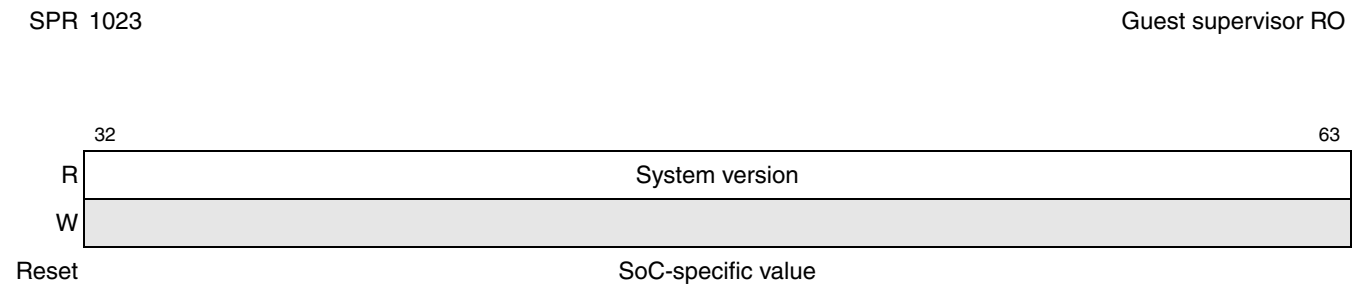 SPR 1023 Guest supervisor RO
32 63
R System version
W
Reset SoC-specific value